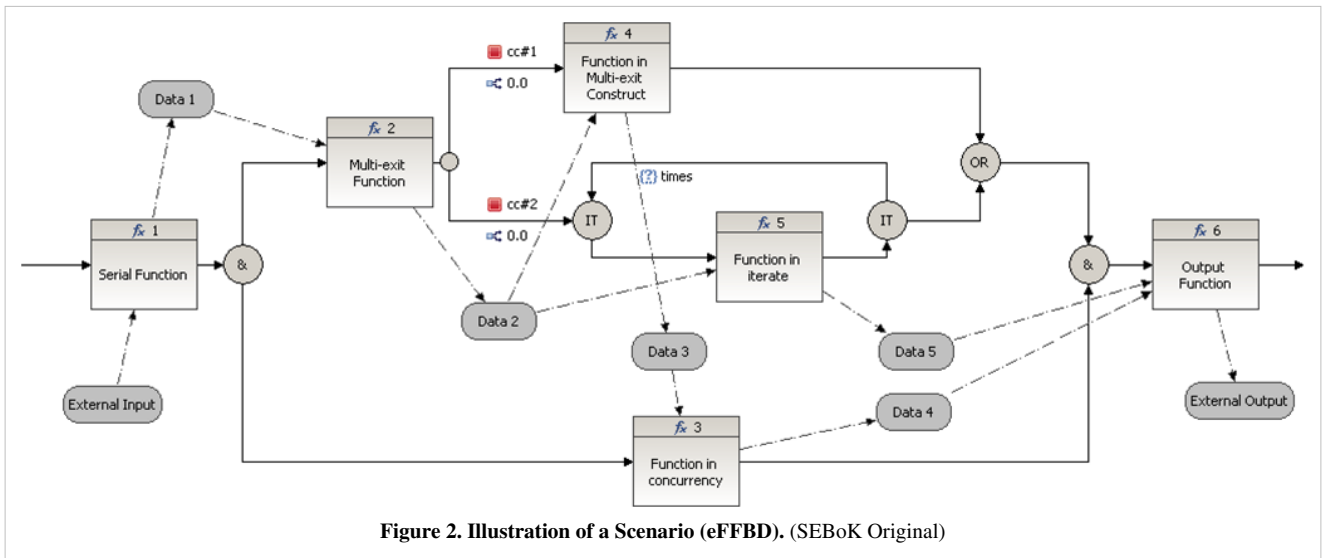 fx 4
cc#1
0.0
Function in
Multi-exit
Construct
Data 1
fx 2
Multi-exit
Function
OR
{?} times
cc#2
0.0
IT
IT
fx 1
Serial Function
&
fx 5
Function in
iterate
&
fx 6
Output
Function
Data 2
Data 3
Data 5
External Input
Data 4
External Output
fx 3
Function in
concurrency
Figure 2. Illustration of a Scenario (eFFBD). (SEBoK Original)